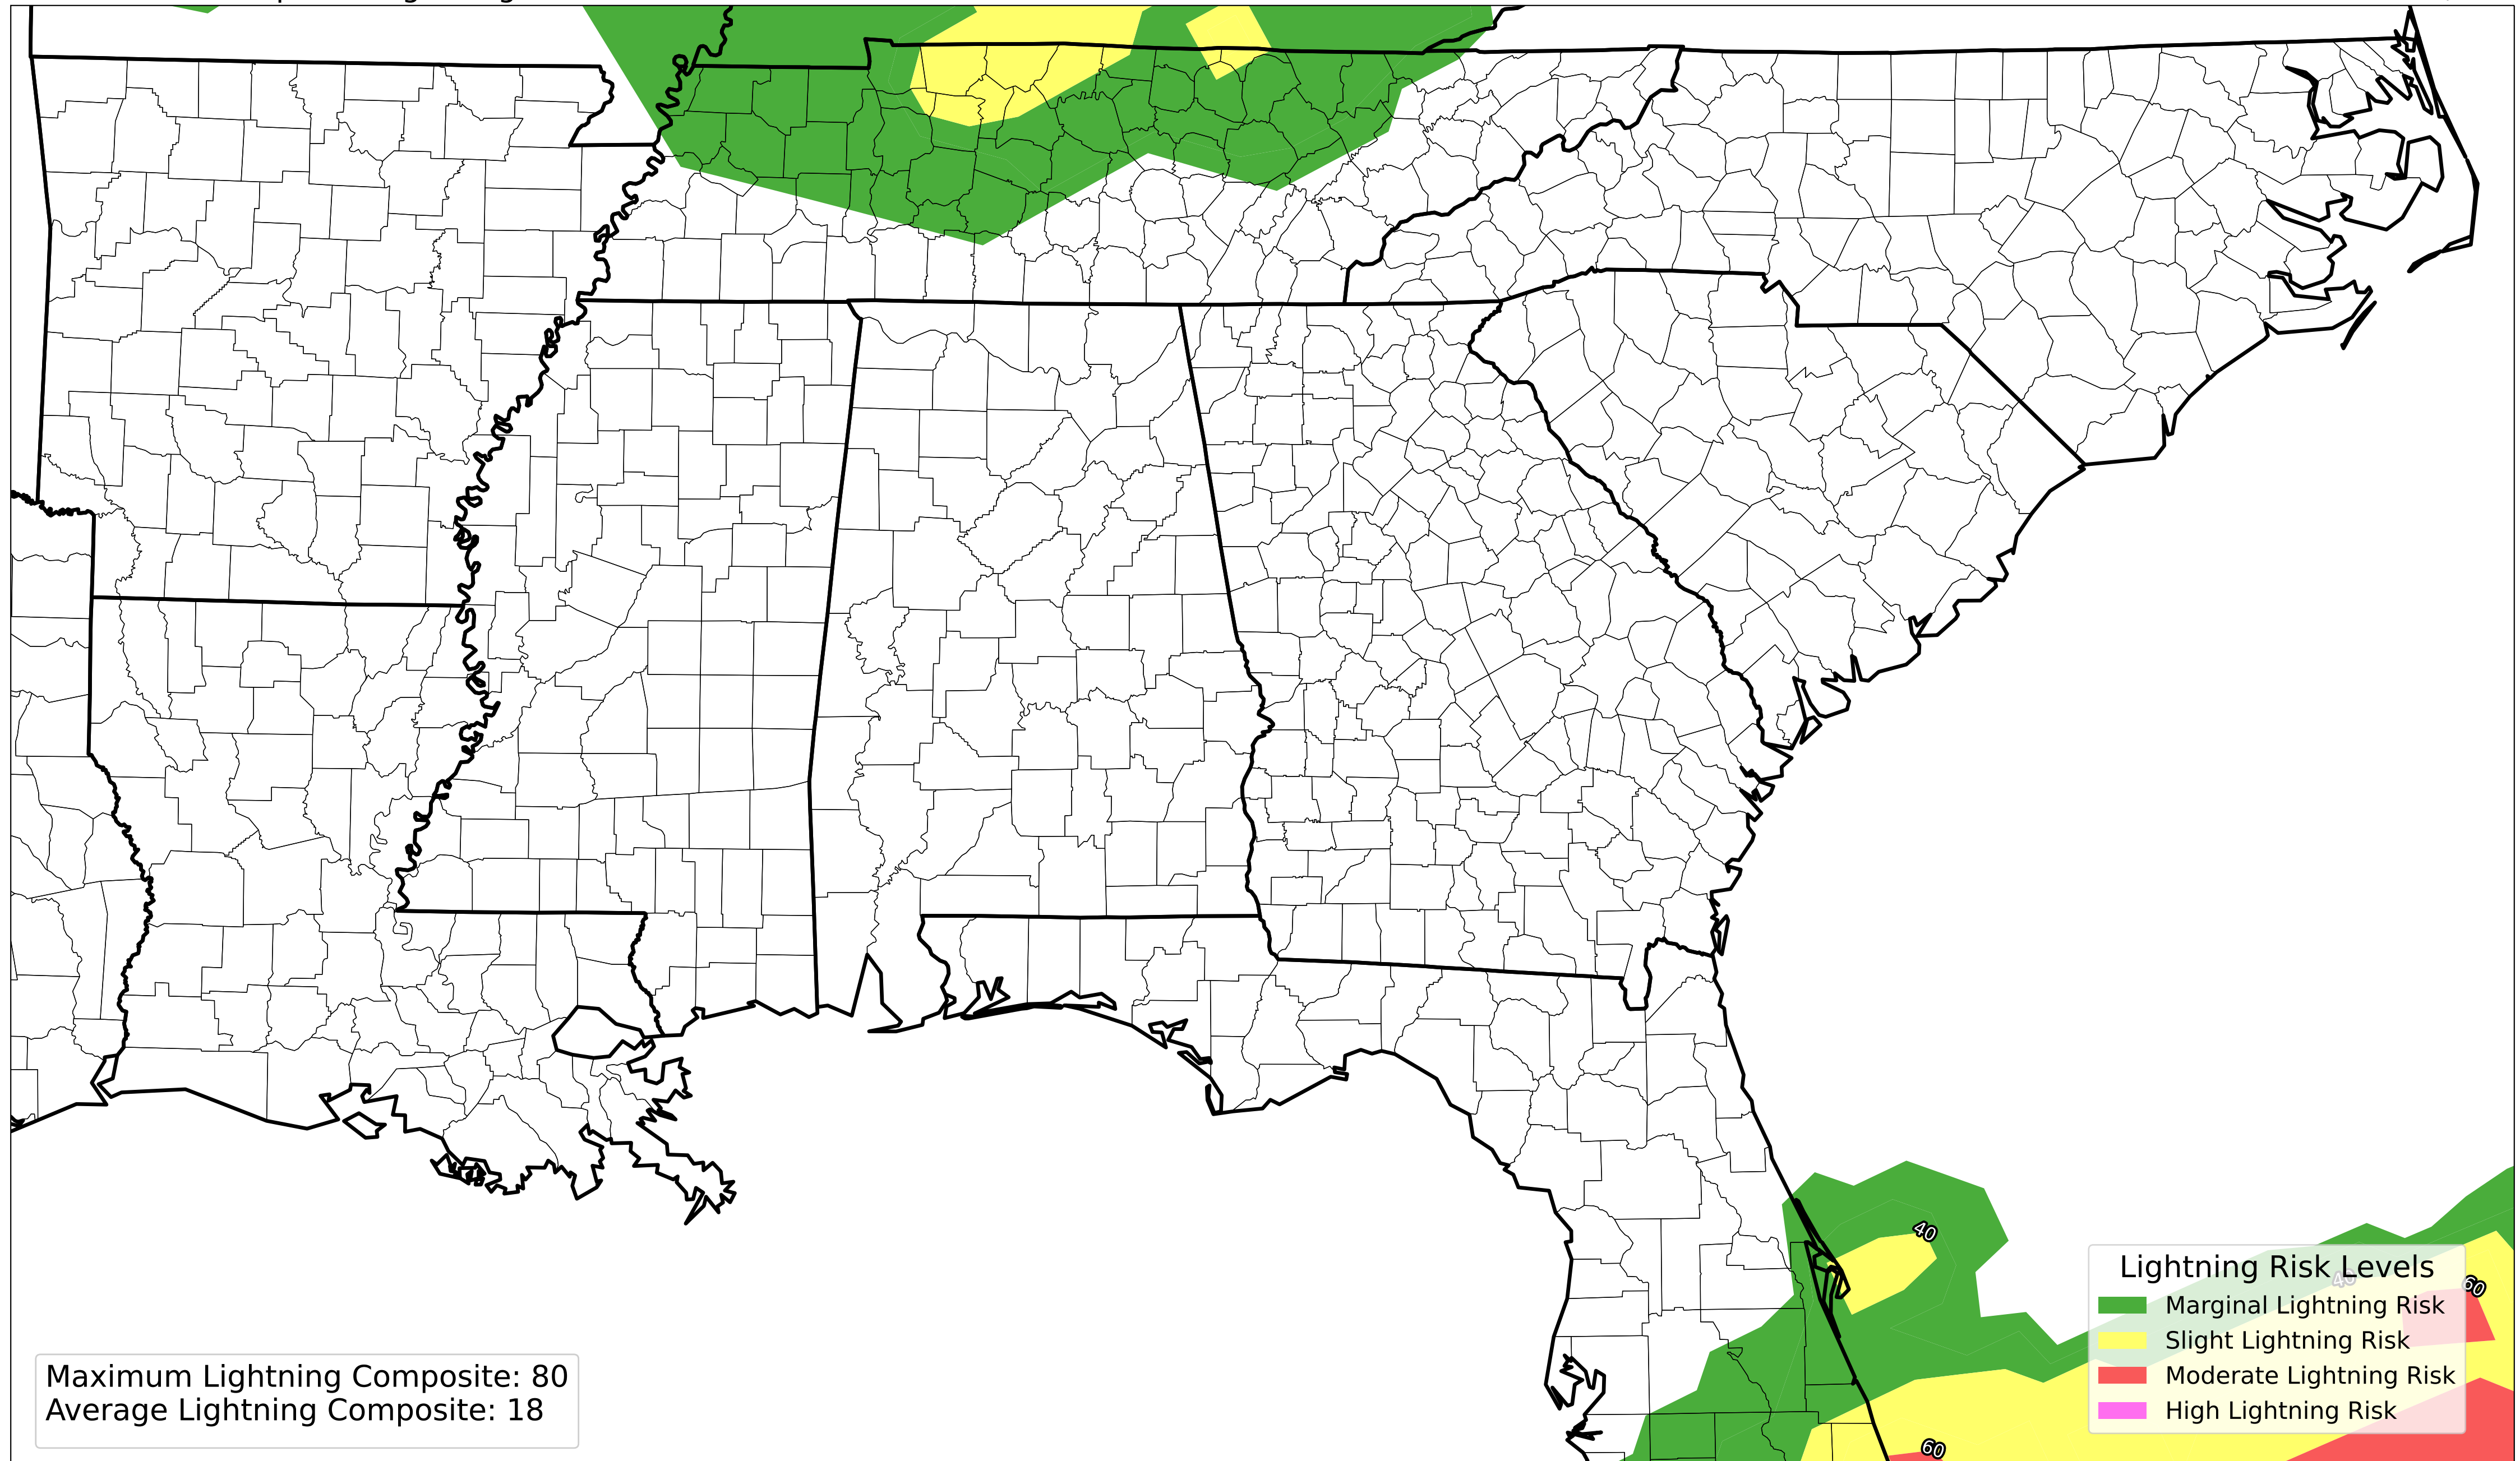 40
60
40
Lightning Risk Levels
Marginal Lightning Risk
Slight Lightning Risk
Moderate Lightning Risk
High Lightning Risk
Maximum Lightning Composite: 80
Average Lightning Composite: 18
60